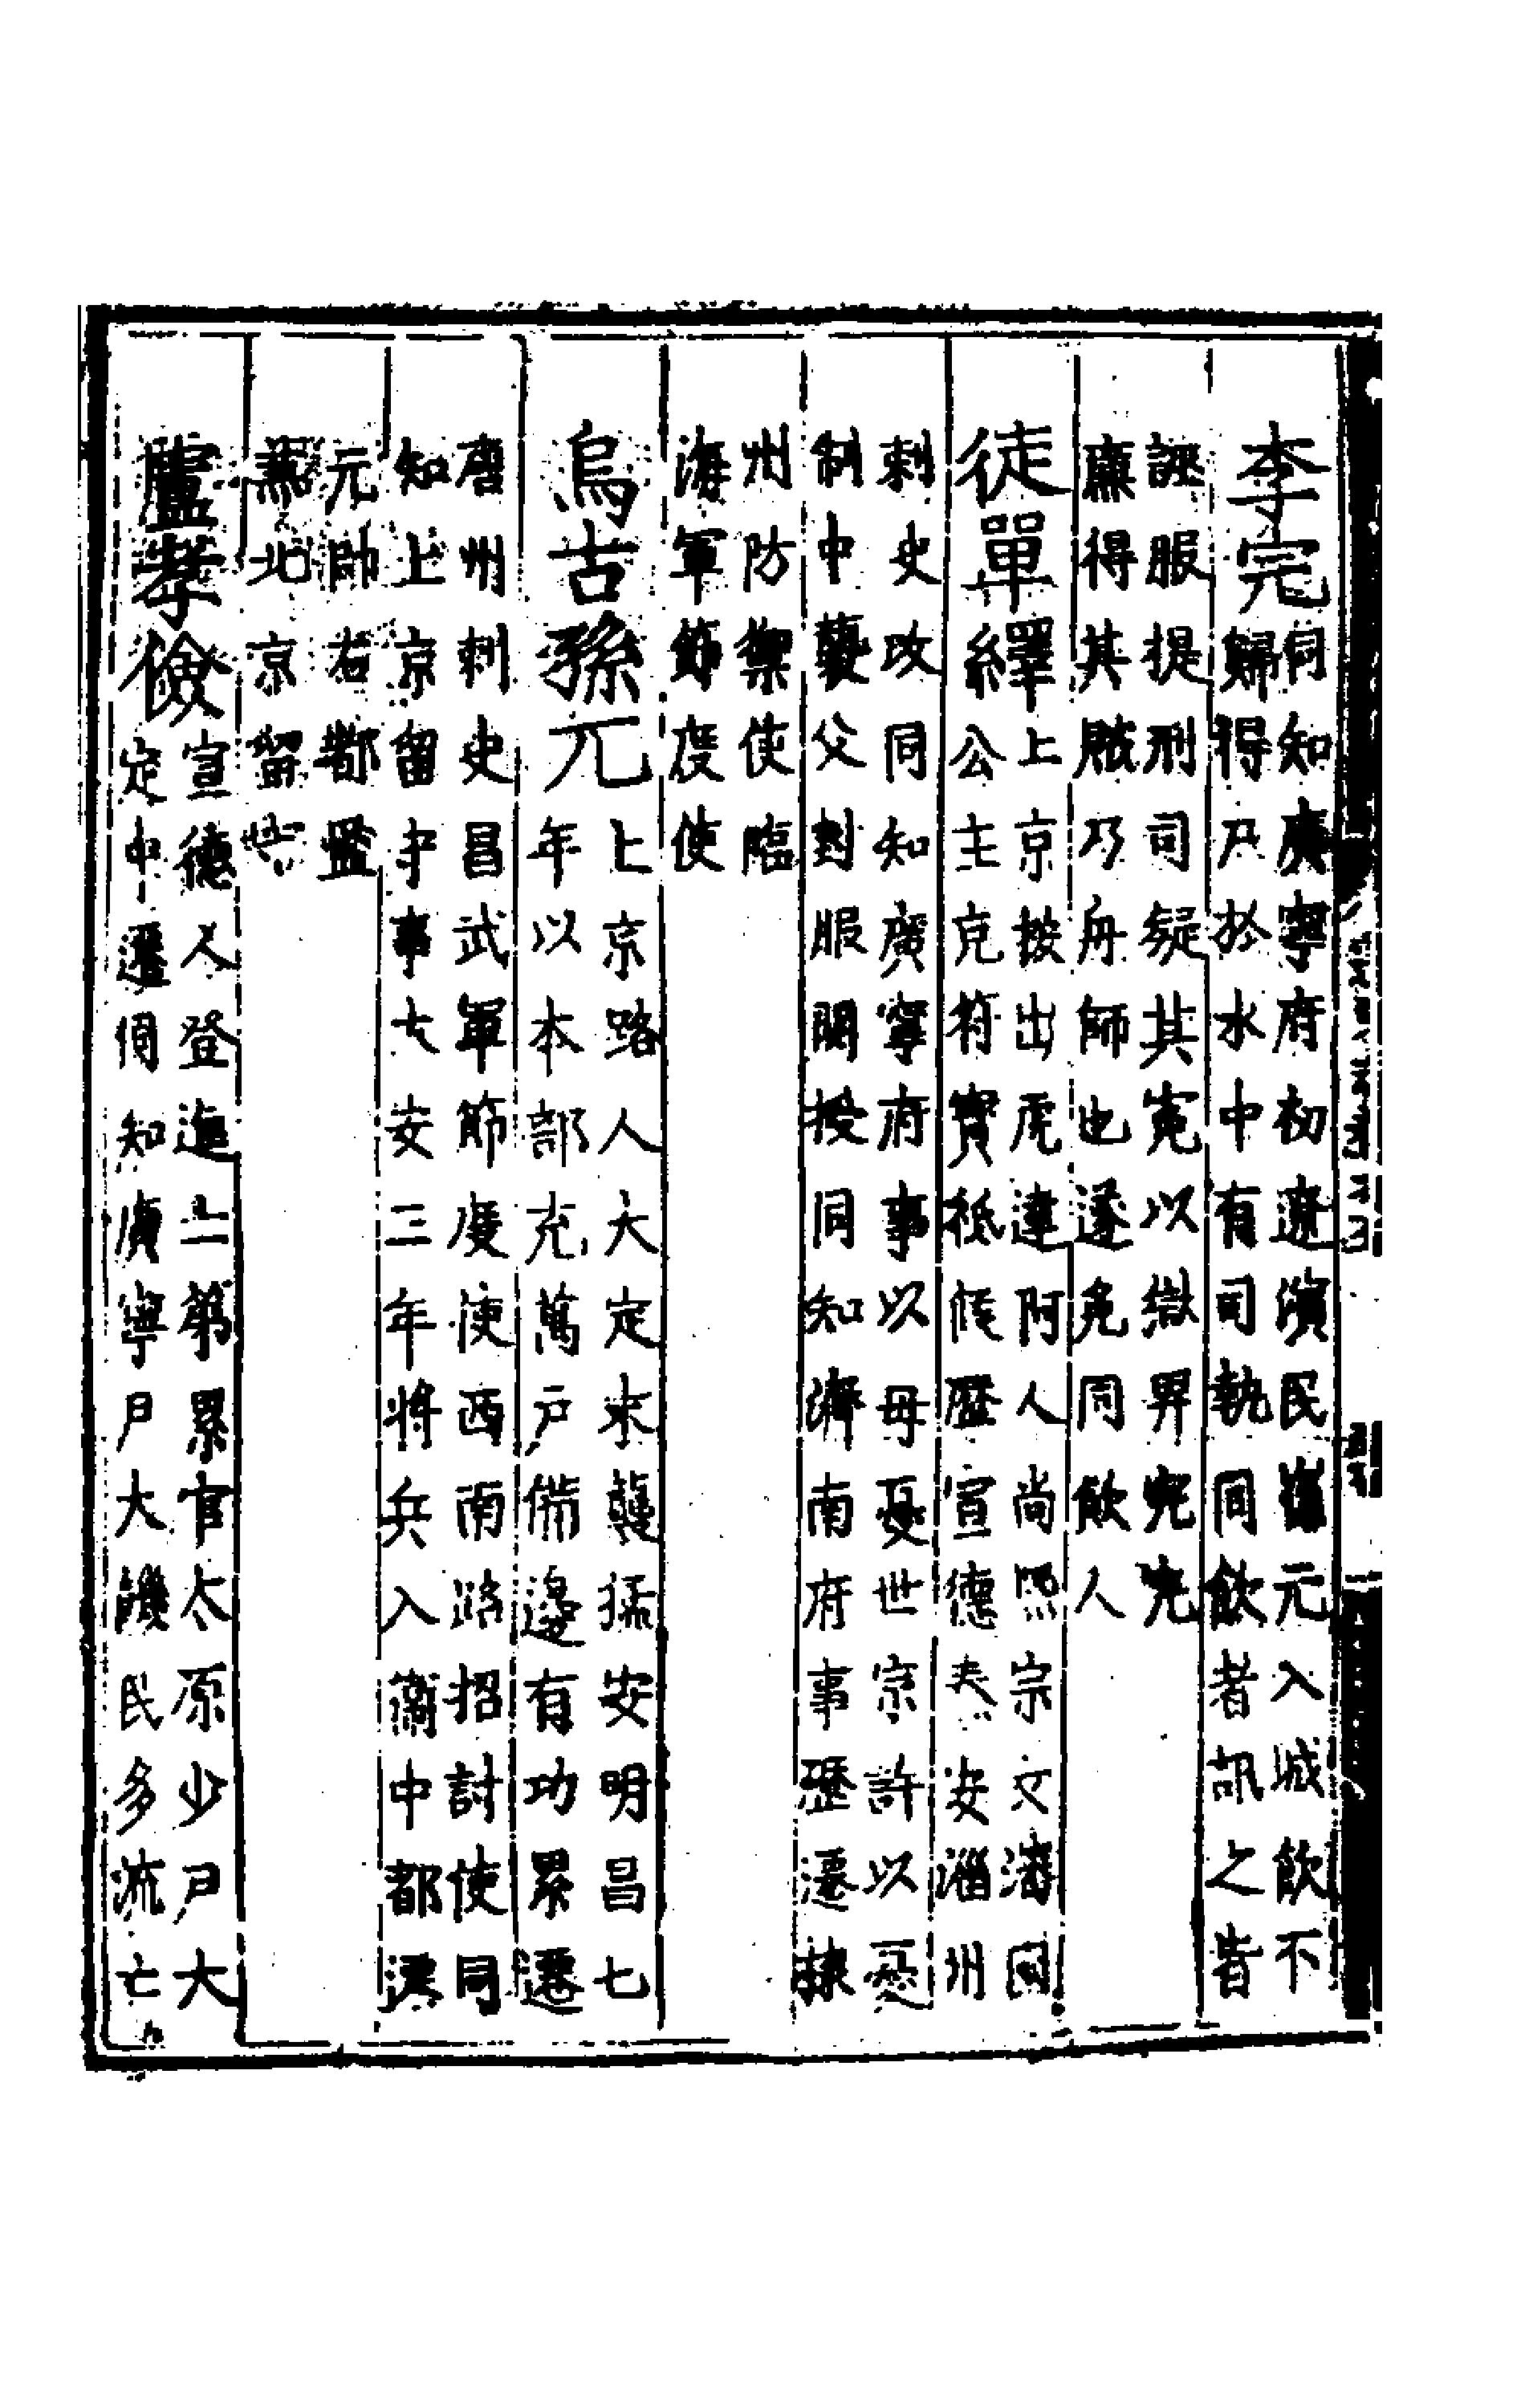 李完同知廣寧府初遼濱民崔元入城飲不
歸得尸於水中有司執同飲者訊之皆
誣服提刑司疑其寃以獄畀完完
廉得其賊乃舟師也遂免同飲人
徒單繹上京按出虎達阿人尚熙宗文濟國
公主充符寶祗候歷宣德安淄州
刺史改同知廣寧府事以母憂世宗許以憂
制中襲父封服闋授同知濟南府事歷遷棣
州防禦使臨
海軍節度使
烏古孫兀上京路人大定末襲猛安明昌七
年以本部充萬戶備邊有功累遷
唐州刺史昌武軍節度使西南路招討使同
知上京留守事大安三年將兵入衛中都遷
元帥右都監
兼北京留守
盧孝儉宣德人登進士第累官太原少尹大
定中遷同知廣寧尹大饑民多流亡